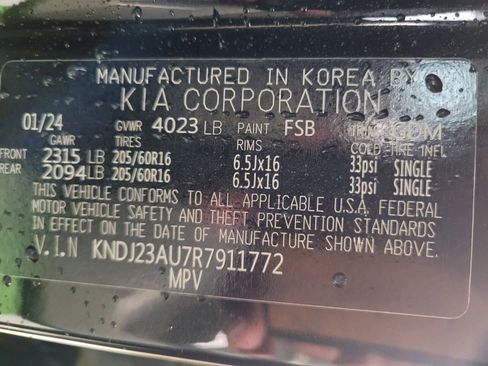 MANUFACTURED IN KOREA BY
KIA CORPORATION
01/24 GVWR 4023 LB PAINT FSB TRIM GDM
GAWR TIRES RIMS COLD TIRE INFL
FRONT 2315 LB 205/60R16 6.5Jx16 33psi SINGLE
REAR 2094 LB 205/60R16 6.5Jx16 33psi SINGLE
THIS VEHICLE CONFORMS TO ALL APPLICABLE U.S.A. FEDERAL
MOTOR VEHICLE SAFETY AND THEFT PREVENTION STANDARDS
IN EFFECT ON THE DATE OF MANUFACTURE SHOWN ABOVE.
V.I.N KNDJ23AU7R7911772
MPV